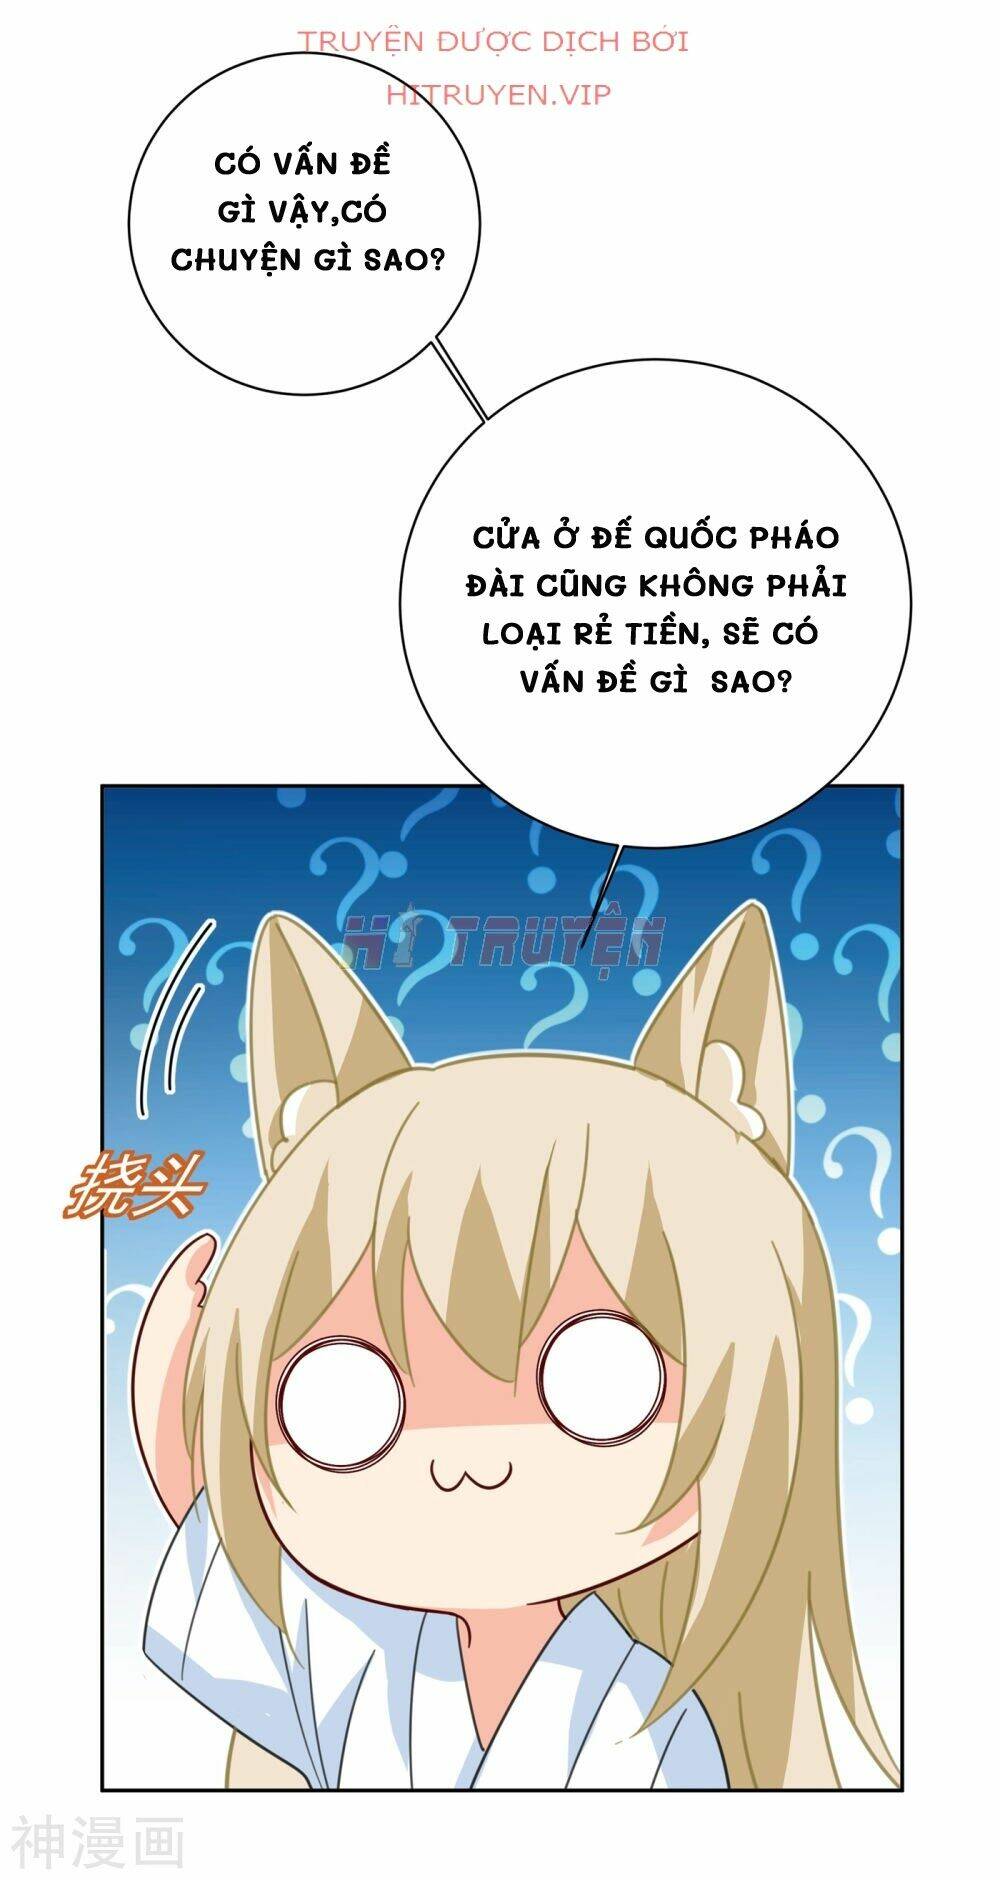 TRUYỆN ĐƯỢC DỊCH BỞI
HITRUYEN.VIP
CÓ VẤN ĐỀ
GÌ VẬY,CÓ
CHUYỆN GÌ SAO?
CỬA Ở ĐẾ QUỐC PHÁO
ĐÀI CŨNG KHÔNG PHẢI
LOẠI RẺ TIỀN, SẼ CÓ
VẤN ĐỀ GÌ SAO?
HI TRUYỆN
挠头
神漫画